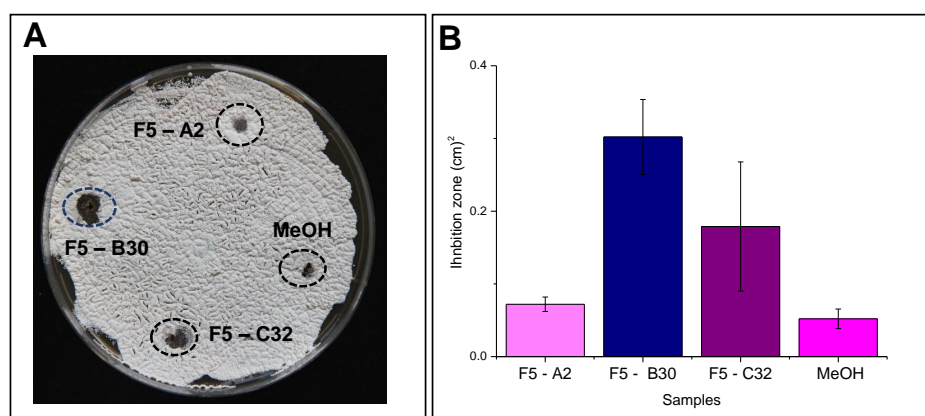 A
F5 – A2
F5 – B30
MeOH
F5 – C32
B
Ihnbition zone (cm)²
0.4
0.2
0.0
F5 - A2 F5 - B30 F5 - C32 MeOH
Samples